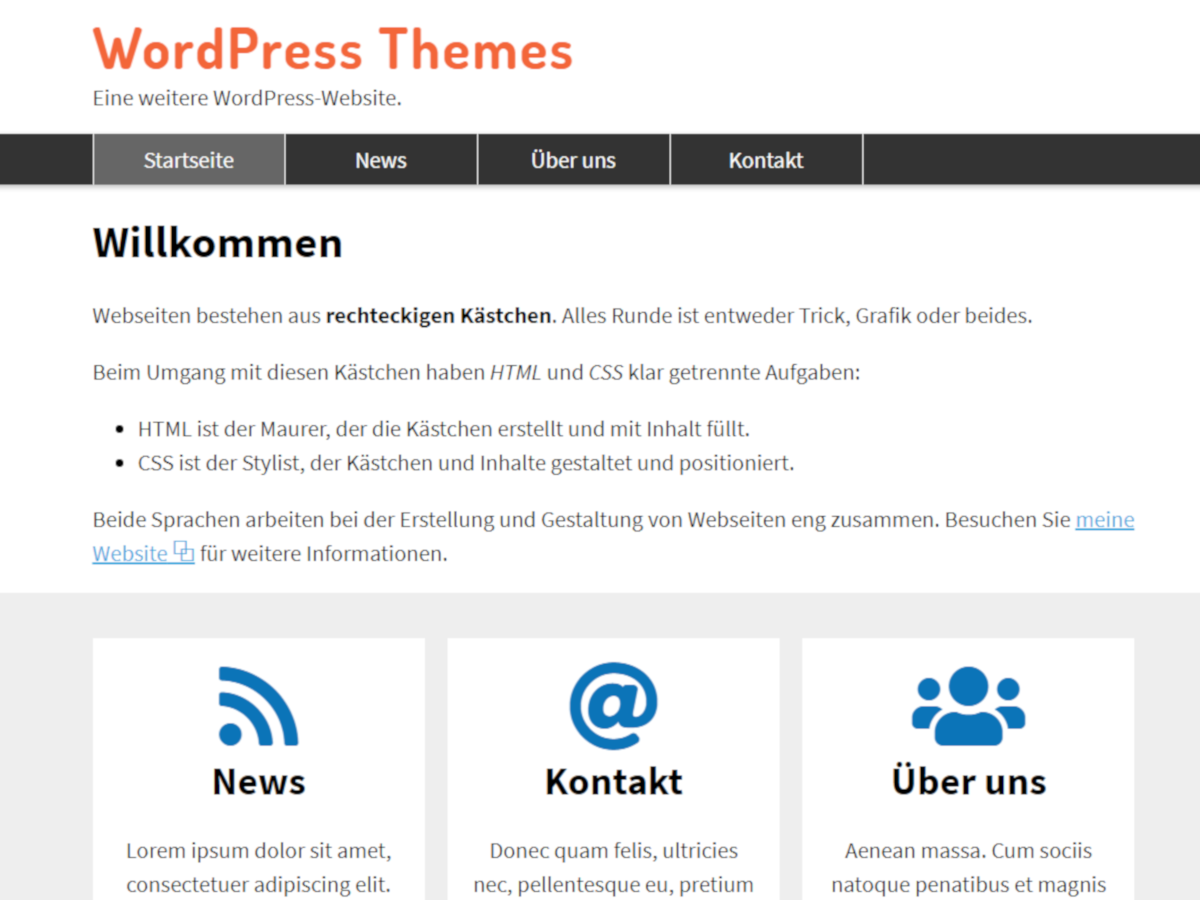 WordPress Themes
Eine weitere WordPress-Website.
Startseite News Über uns Kontakt
Willkommen
Webseiten bestehen aus rechteckigen Kästchen. Alles Runde ist entweder Trick, Grafik oder beides.
Beim Umgang mit diesen Kästchen haben HTML und CSS klar getrennte Aufgaben:
• HTML ist der Maurer, der die Kästchen erstellt und mit Inhalt füllt.
• CSS ist der Stylist, der Kästchen und Inhalte gestaltet und positioniert.
Beide Sprachen arbeiten bei der Erstellung und Gestaltung von Webseiten eng zusammen. Besuchen Sie meine
Website für weitere Informationen.
News
Lorem ipsum dolor sit amet,
consectetuer adipiscing elit.
Kontakt
Donec quam felis, ultricies
nec, pellentesque eu, pretium
Über uns
Aenean massa. Cum sociis
natoque penatibus et magnis